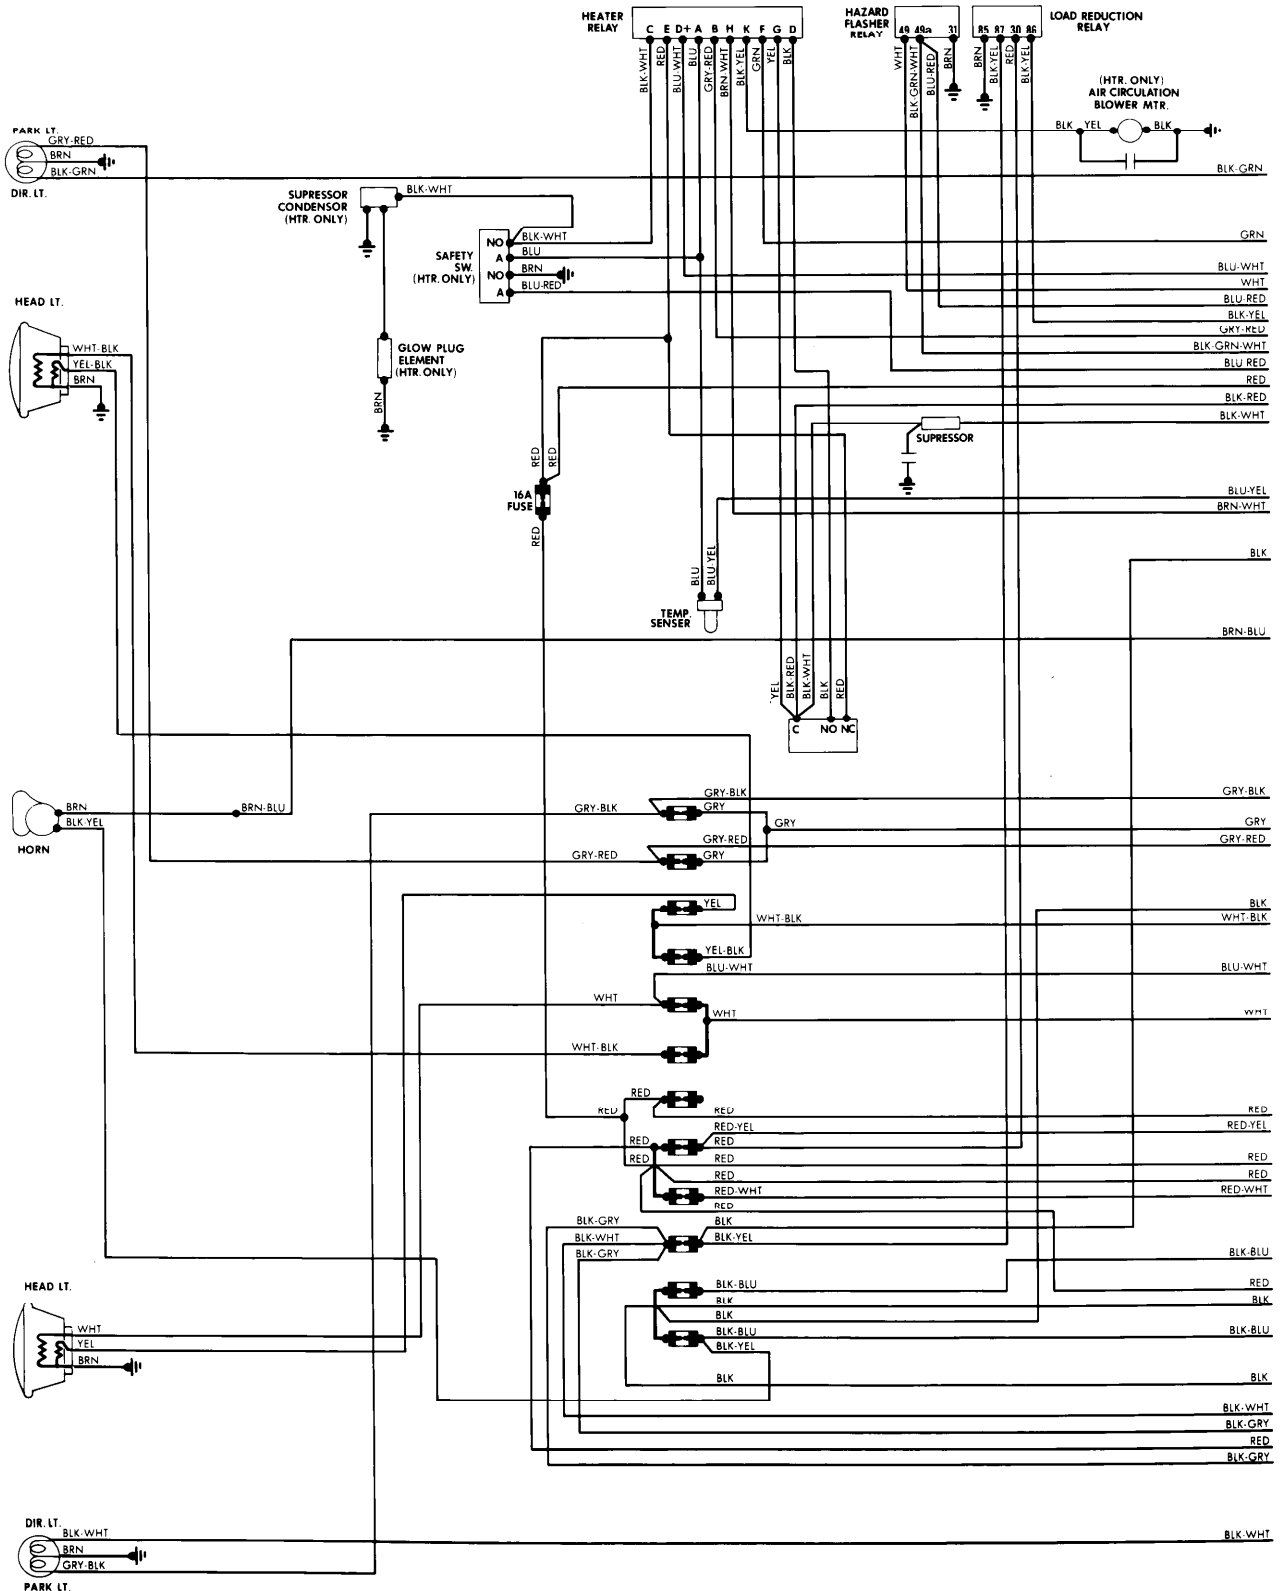 HEATER
RELAY
C E D+ A B H K F G D
BLK-WHT
RED
BLU-WHT
BLU
GRY-RED
BRN-WHT
BLK-YEL
GRN
YEL
BLK
HAZARD
FLASHER
RELAY
49 49a 31
WHT
BLK-GRN-WHT
BLU-RED
BRN
LOAD REDUCTION
RELAY
85 87 30 86
BRN
BLK-YEL
RED
BLK-YEL
(HTR. ONLY)
AIR CIRCULATION
BLOWER MTR.
BLK YEL BLK
PARK LT.
GRY-RED
BRN
BLK-GRN
DIR. LT.
BLK-GRN
SUPRESSOR
CONDENSOR
(HTR. ONLY)
BLK-WHT
SAFETY
SW.
(HTR. ONLY)
NO BLK-WHT
A BLU
NO BRN
A BLU-RED
GRN
BLU-WHT
WHT
BLU-RED
BLK-YEL
GRY-RED
BLK-GRN-WHT
BLU RED
RED
BLK-RED
BLK-WHT
HEAD LT.
WHT-BLK
YEL-BLK
BRN
GLOW PLUG
ELEMENT
(HTR. ONLY)
BRN
SUPRESSOR
RED
RED
16A
FUSE
RED
BLU-YEL
BRN-WHT
BLK
BLU
BLU-YEL
TEMP.
SENSER
BRN-BLU
YEL
BLK-RED
BLK-WHT
BLK
RED
C NO NC
HORN
BRN
BLK-YEL
BRN-BLU
GRY-BLK
GRY-BLK
GRY
GRY-BLK
GRY
GRY
GRY-RED
GRY-RED
GRY-RED
GRY
YEL
BLK
WHT-BLK
WHT-BLK
YEL-BLK
BLU-WHT
BLU-WHT
WHT
WHT
WHT
WHT-BLK
RED
RED
RED
RED
RED-YEL
RED-YEL
RED
RED
RED
RED
RED
RED
RED
RED-WHT
RED-WHT
RED
BLK-GRY
BLK
BLK-WHT
BLK-YEL
BLK-GRY
BLK-BLU
BLK-BLU
RED
BLK
BLK
BLK
BLK-BLU
BLK-BLU
BLK-YEL
BLK
BLK
BLK-WHT
BLK-GRY
RED
BLK-GRY
HEAD LT.
WHT
YEL
BRN
DIR. LT.
BLK-WHT
BRN
GRY-BLK
PARK LT.
BLK-WHT